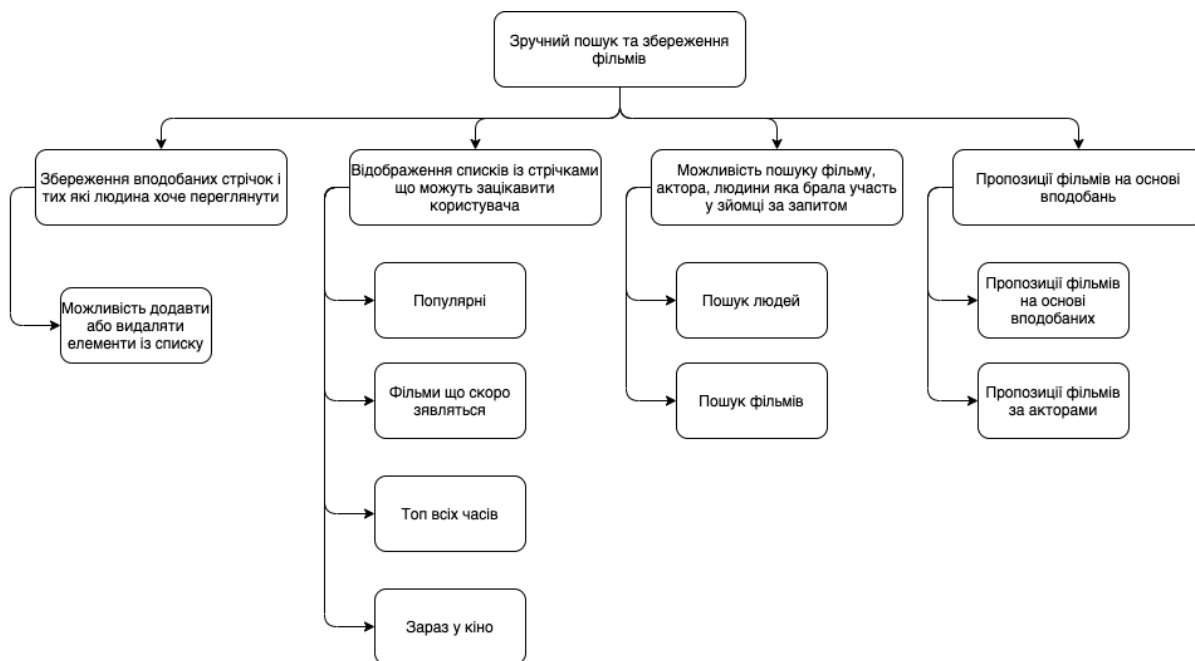 Зручний пошук та збереження
фільмів
Збереження вподобаних стрічок і
тих які людина хоче переглянути
Відображення списків із стрічками
що можуть зацікавити
користувача
Можливість пошуку фільму,
актора, людини яка брала участь
у зйомці за запитом
Пропозиції фільмів на основі
вподобань
Можливість додавти
або видаляти
елементи із списку
Популярні
Пошук людей
Пропозиції фільмів
на основі
вподобаних
Фільми що скоро
зявляться
Пошук фільмів
Пропозиції фільмів
за акторами
Топ всіх часів
Зараз у кіно